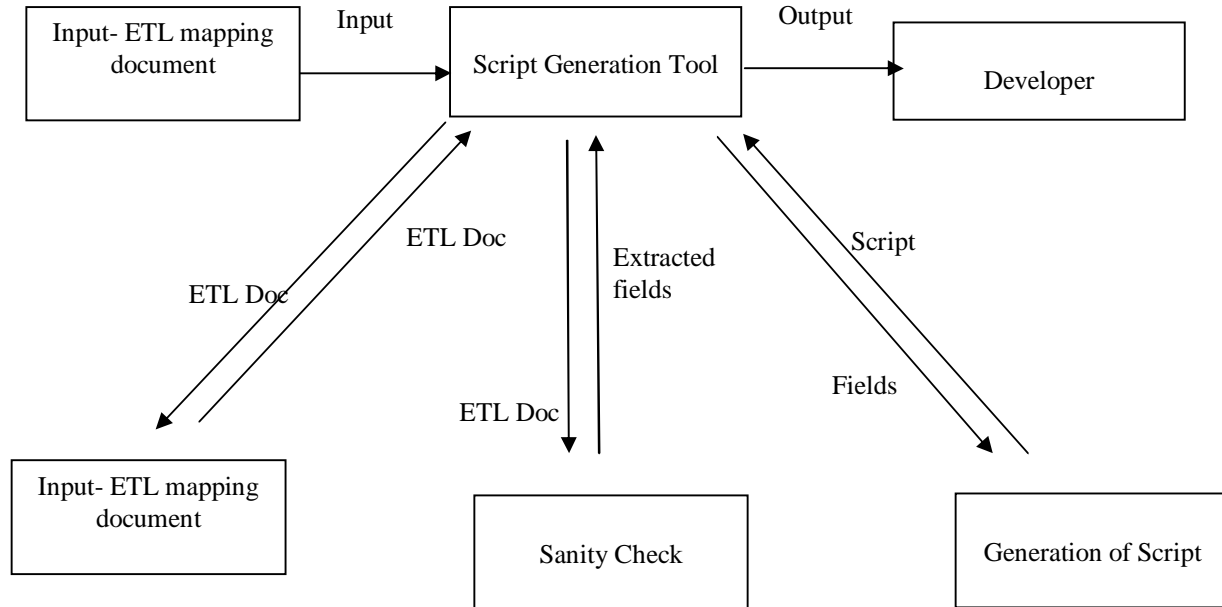 Input
Output
Input- ETL mapping
document
Script Generation Tool
Developer
ETL Doc
Script
Extracted
fields
ETL Doc
Fields
ETL Doc
Input- ETL mapping
document
Sanity Check
Generation of Script